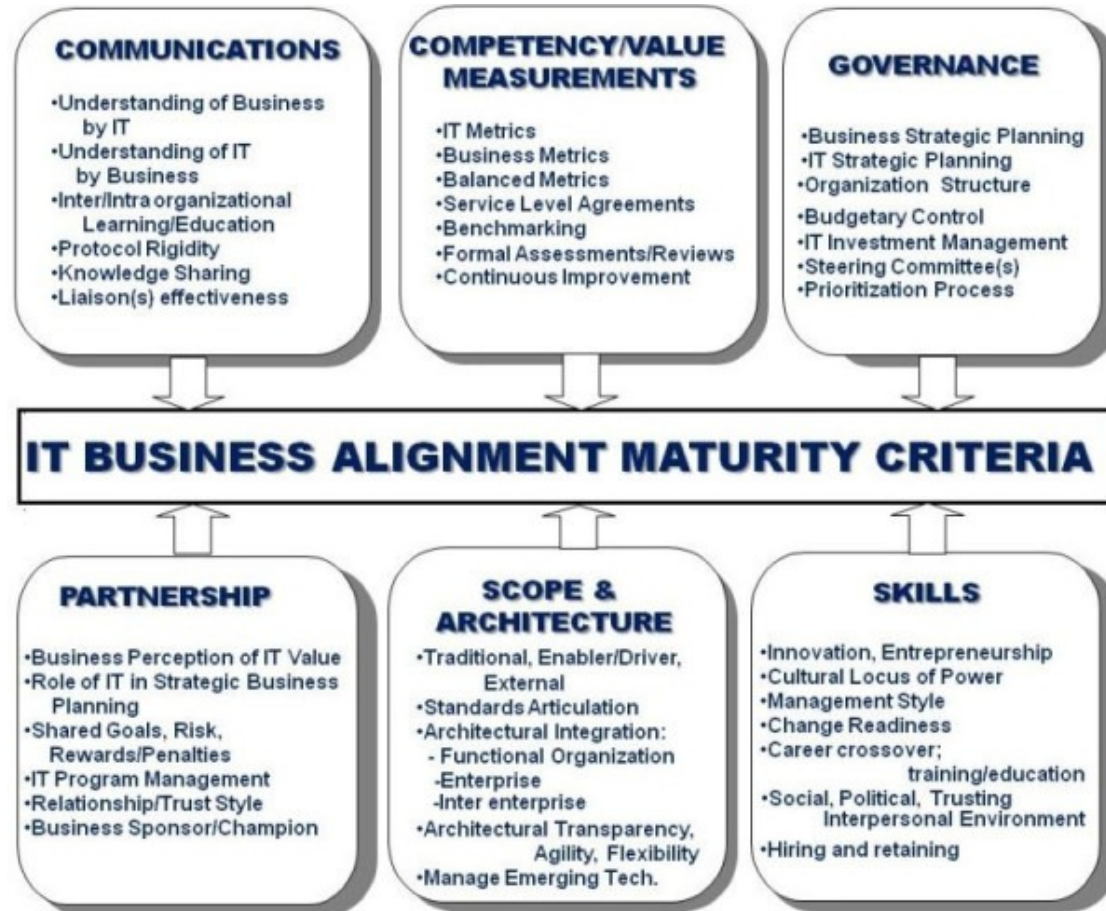 COMMUNICATIONS
•Understanding of Business
by IT
•Understanding of IT
by Business
•Inter/Intra organizational
Learning/Education
•Protocol Rigidity
•Knowledge Sharing
•Liaison(s) effectiveness
COMPETENCY/VALUE
MEASUREMENTS
•IT Metrics
•Business Metrics
•Balanced Metrics
•Service Level Agreements
•Benchmarking
•Formal Assessments/Reviews
•Continuous Improvement
GOVERNANCE
•Business Strategic Planning
•IT Strategic Planning
•Organization Structure
•Budgetary Control
•IT Investment Management
•Steering Committee(s)
•Prioritization Process
IT BUSINESS ALIGNMENT MATURITY CRITERIA
PARTNERSHIP
•Business Perception of IT Value
•Role of IT in Strategic Business
Planning
•Shared Goals, Risk,
Rewards/Penalties
•IT Program Management
•Relationship/Trust Style
•Business Sponsor/Champion
SCOPE &
ARCHITECTURE
•Traditional, Enabler/Driver,
External
•Standards Articulation
•Architectural Integration:
- Functional Organization
-Enterprise
-Inter enterprise
•Architectural Transparency,
Agility, Flexibility
•Manage Emerging Tech.
SKILLS
•Innovation, Entrepreneurship
•Cultural Locus of Power
•Management Style
•Change Readiness
•Career crossover;
training/education
•Social, Political, Trusting
Interpersonal Environment
•Hiring and retaining